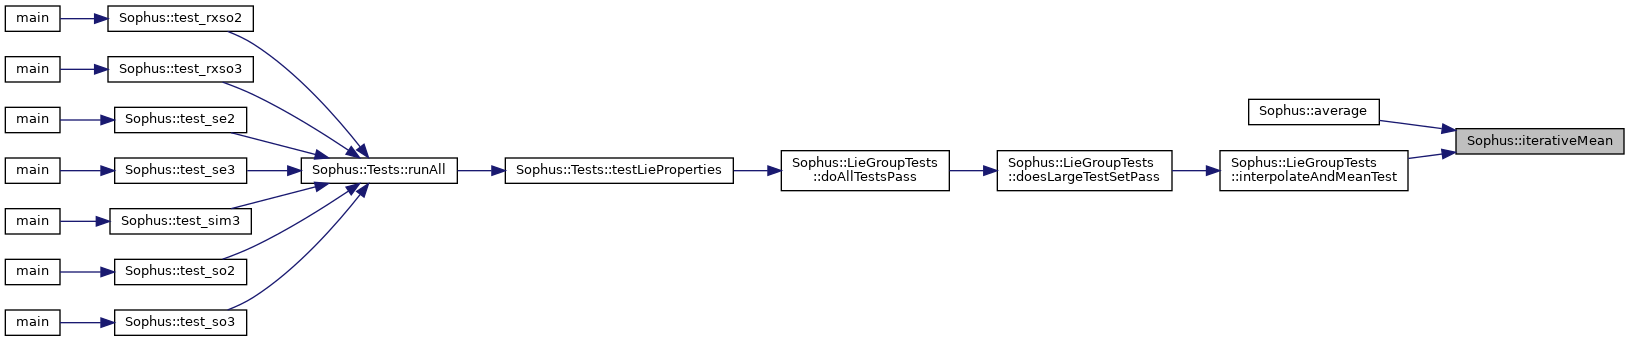 main
Sophus::test_rxso2
main
Sophus::test_rxso3
main
Sophus::test_se2
main
Sophus::test_se3
main
Sophus::test_sim3
main
Sophus::test_so2
main
Sophus::test_so3
Sophus::Tests::runAll
Sophus::Tests::testLieProperties
Sophus::LieGroupTests
::doAllTestsPass
Sophus::LieGroupTests
::doesLargeTestSetPass
Sophus::average
Sophus::LieGroupTests
::interpolateAndMeanTest
Sophus::iterativeMean